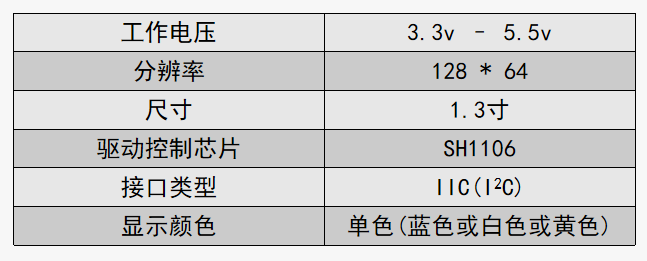 工作电压 3.3v - 5.5v
分辨率 128 * 64
尺寸 1.3寸
驱动控制芯片 SH1106
接口类型 IIC(I²C)
显示颜色 单色(蓝色或白色或黄色)